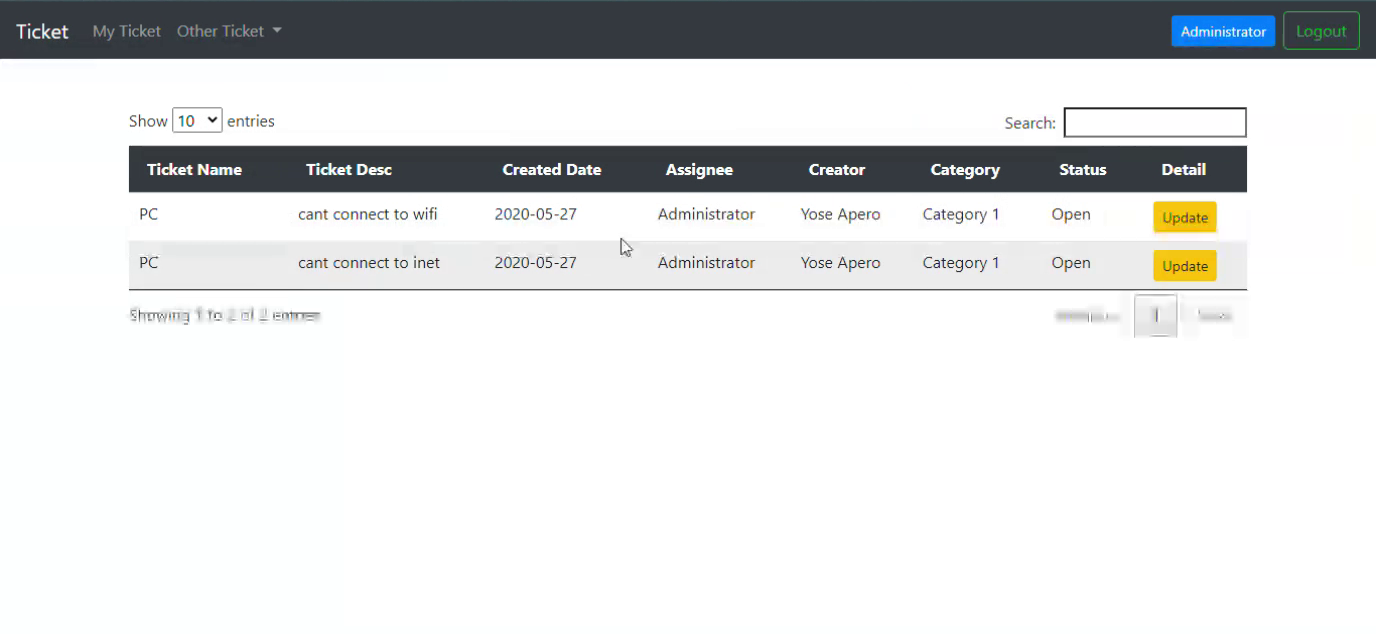 Ticket My Ticket Other Ticket Administrator Logout
Show 10 entries Search:
Ticket Name Ticket Desc Created Date Assignee Creator Category Status Detail
PC cant connect to wifi 2020-05-27 Administrator Yose Apero Category 1 Open Update
PC cant connect to inet 2020-05-27 Administrator Yose Apero Category 1 Open Update
Showing 1 to 2 of 2 entries 1